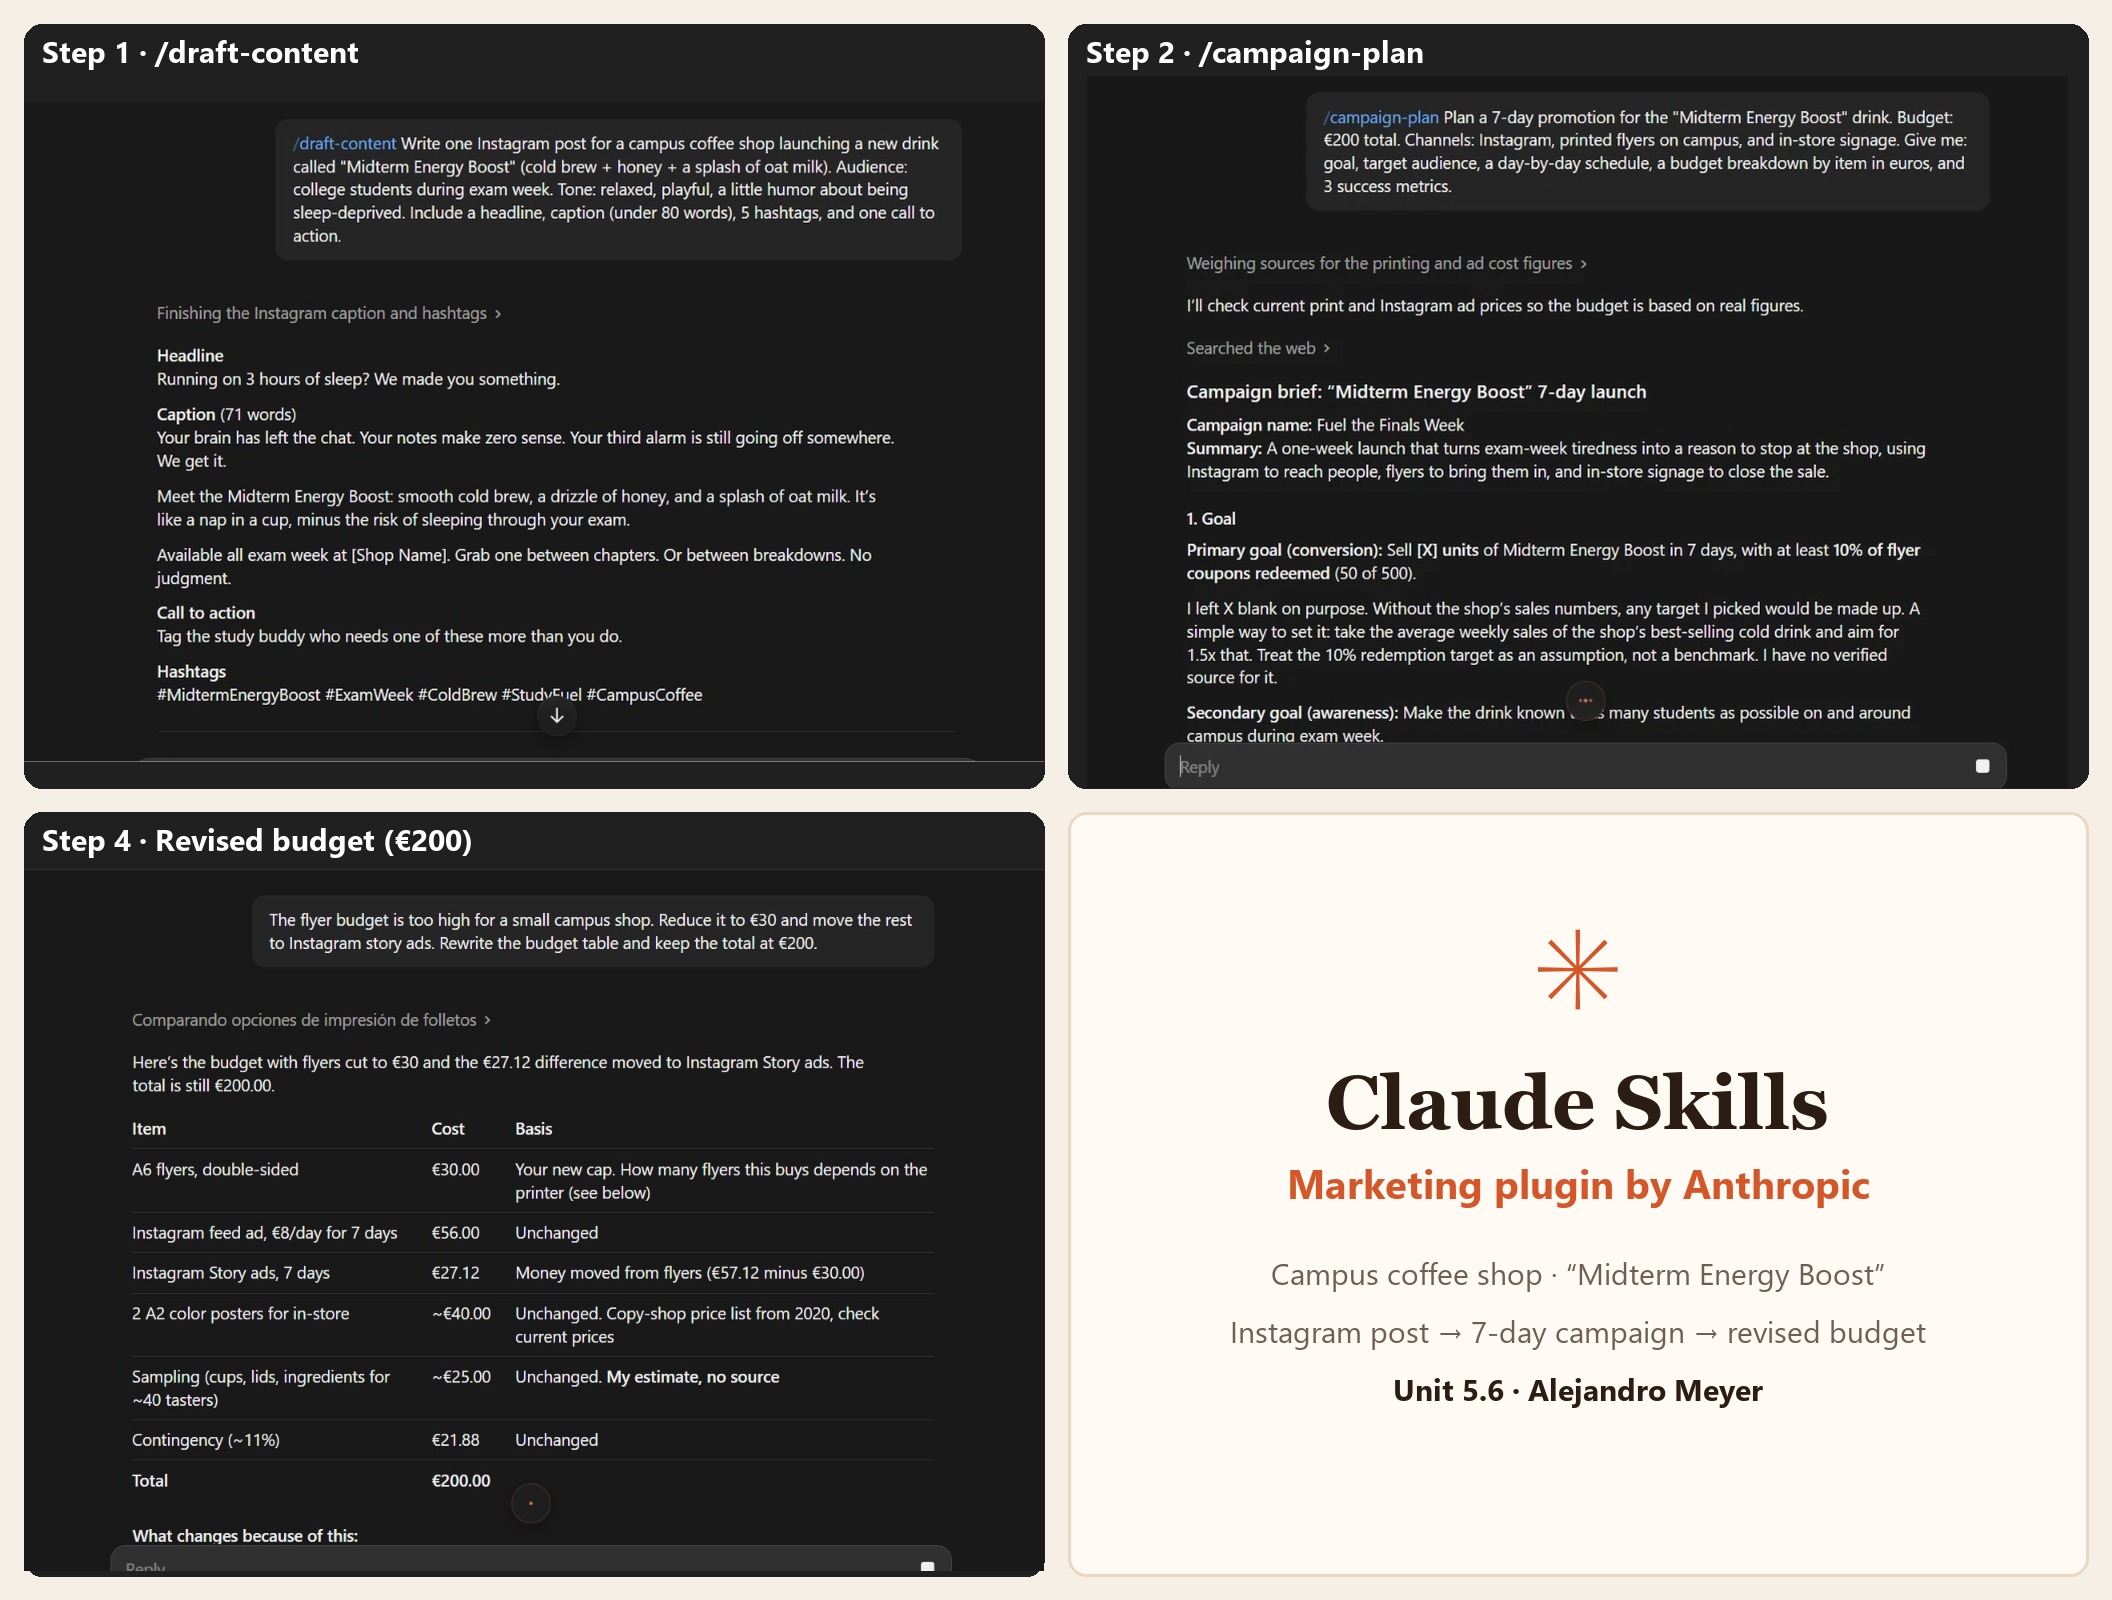 Step 1 · /draft-content
/draft-content Write one Instagram post for a campus coffee shop launching a new drink
called "Midterm Energy Boost" (cold brew + honey + a splash of oat milk). Audience:
college students during exam week. Tone: relaxed, playful, a little humor about being
sleep-deprived. Include a headline, caption (under 80 words), 5 hashtags, and one call to
action.
Finishing the Instagram caption and hashtags ›
Headline
Running on 3 hours of sleep? We made you something.
Caption (71 words)
Your brain has left the chat. Your notes make zero sense. Your third alarm is still going off somewhere.
We get it.
Meet the Midterm Energy Boost: smooth cold brew, a drizzle of honey, and a splash of oat milk. It’s
like a nap in a cup, minus the risk of sleeping through your exam.
Available all exam week at [Shop Name]. Grab one between chapters. Or between breakdowns. No
judgment.
Call to action
Tag the study buddy who needs one of these more than you do.
Hashtags
#MidtermEnergyBoost #ExamWeek #ColdBrew #StudyFuel #CampusCoffee
Step 2 · /campaign-plan
/campaign-plan Plan a 7-day promotion for the "Midterm Energy Boost" drink. Budget:
€200 total. Channels: Instagram, printed flyers on campus, and in-store signage. Give me:
goal, target audience, a day-by-day schedule, a budget breakdown by item in euros, and
3 success metrics.
Weighing sources for the printing and ad cost figures ›
I’ll check current print and Instagram ad prices so the budget is based on real figures.
Searched the web ›
Campaign brief: “Midterm Energy Boost” 7-day launch
Campaign name: Fuel the Finals Week
Summary: A one-week launch that turns exam-week tiredness into a reason to stop at the shop, using
Instagram to reach people, flyers to bring them in, and in-store signage to close the sale.
1. Goal
Primary goal (conversion): Sell [X] units of Midterm Energy Boost in 7 days, with at least 10% of flyer
coupons redeemed (50 of 500).
I left X blank on purpose. Without the shop’s sales numbers, any target I picked would be made up. A
simple way to set it: take the average weekly sales of the shop’s best-selling cold drink and aim for
1.5x that. Treat the 10% redemption target as an assumption, not a benchmark. I have no verified
source for it.
Secondary goal (awareness): Make the drink known many students as possible on and around
campus during exam week.
Reply
Step 4 · Revised budget (€200)
The flyer budget is too high for a small campus shop. Reduce it to €30 and move the rest
to Instagram story ads. Rewrite the budget table and keep the total at €200.
Comparando opciones de impresión de folletos ›
Here’s the budget with flyers cut to €30 and the €27.12 difference moved to Instagram Story ads. The
total is still €200.00.
Item Cost Basis
A6 flyers, double-sided €30.00 Your new cap. How many flyers this buys depends on the
printer (see below)
Instagram feed ad, €8/day for 7 days €56.00 Unchanged
Instagram Story ads, 7 days €27.12 Money moved from flyers (€57.12 minus €30.00)
2 A2 color posters for in-store ~€40.00 Unchanged. Copy-shop price list from 2020, check
current prices
Sampling (cups, lids, ingredients for ~€25.00 Unchanged. My estimate, no source
~40 tasters)
Contingency (~11%) €21.88 Unchanged
Total €200.00
What changes because of this:
Reply
Claude Skills
Marketing plugin by Anthropic
Campus coffee shop · “Midterm Energy Boost”
Instagram post → 7-day campaign → revised budget
Unit 5.6 · Alejandro Meyer